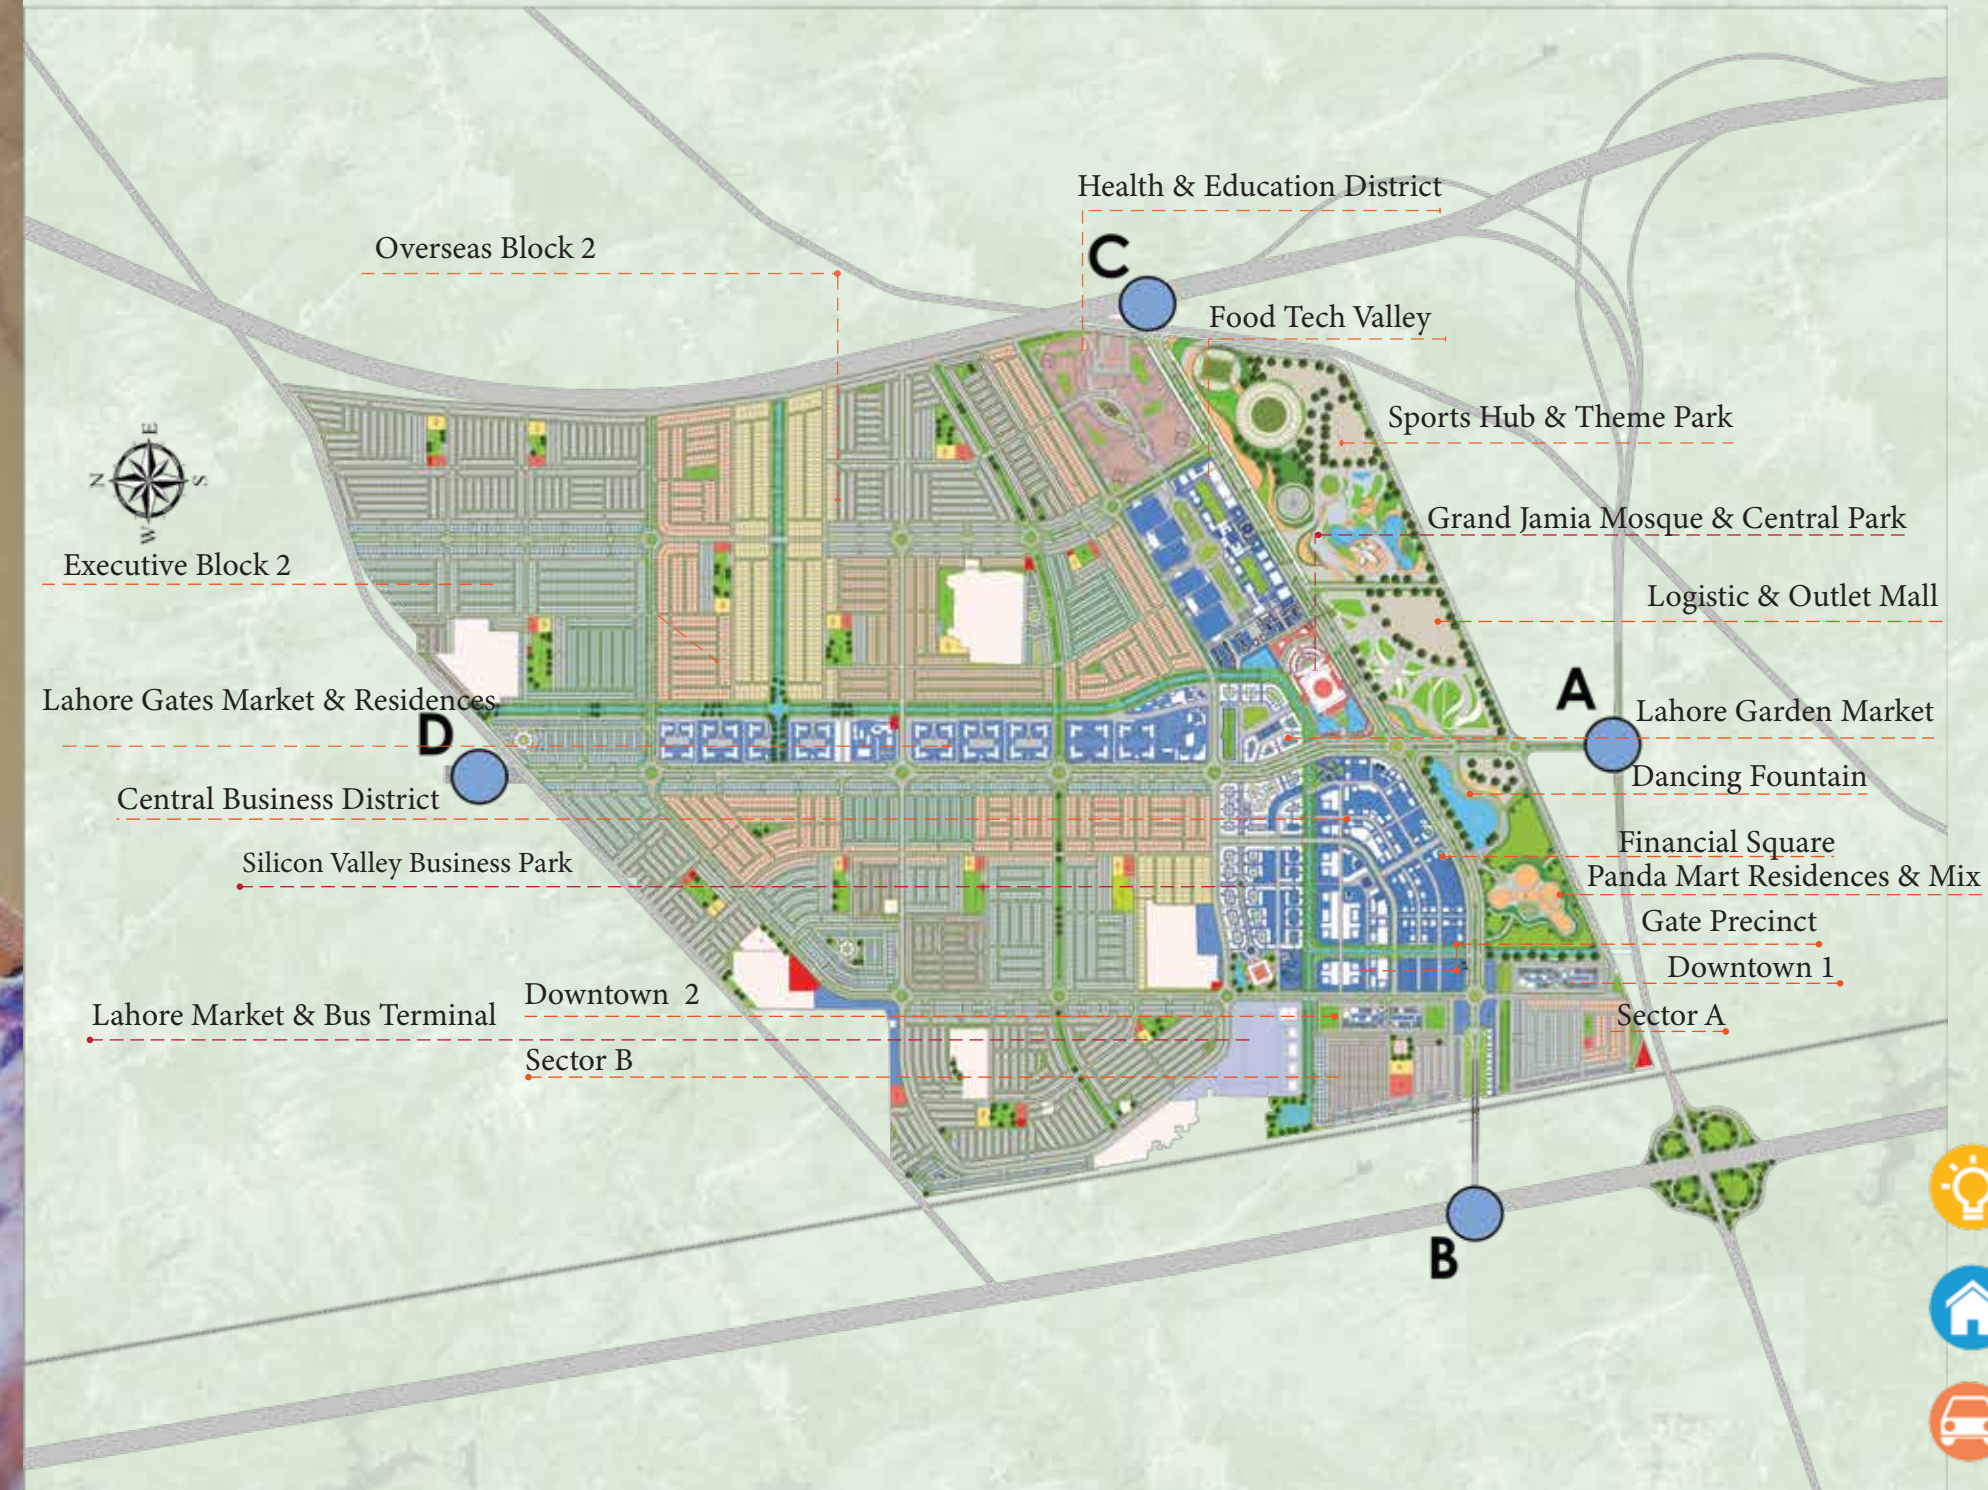 Health & Education District
Overseas Block 2
C
Food Tech Valley
Sports Hub & Theme Park
E
N
S
W
Grand Jamia Mosque & Central Park
Executive Block 2
Logistic & Outlet Mall
A
Lahore Gates Market & Residences
Lahore Garden Market
D
Dancing Fountain
Central Business District
Financial Square
Silicon Valley Business Park
Panda Mart Residences & Mix
Gate Precinct
Downtown 1
Downtown 2
Lahore Market & Bus Terminal
Sector A
Sector B
B